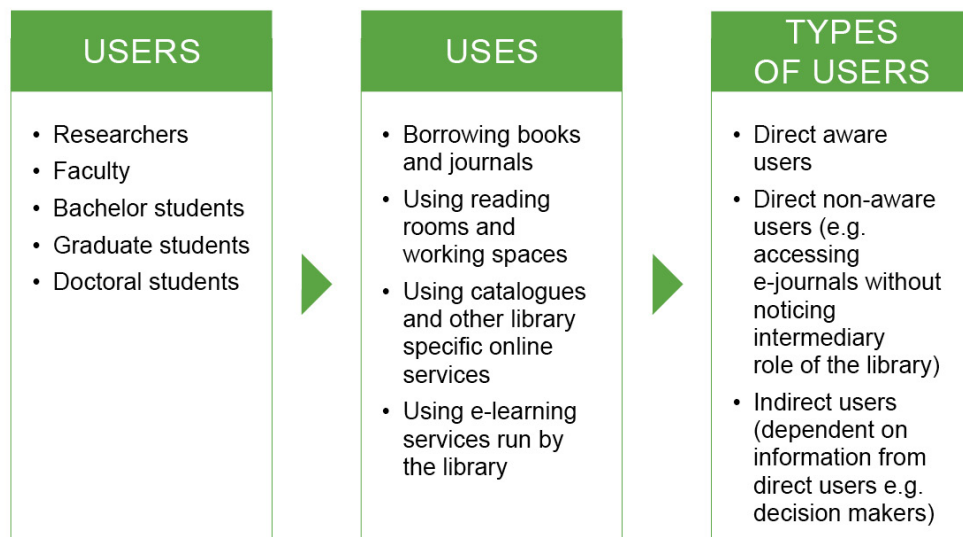 USERS
• Researchers
• Faculty
• Bachelor students
• Graduate students
• Doctoral students
USES
• Borrowing books
and journals
• Using reading
rooms and
working spaces
• Using catalogues
and other library
specific online
services
• Using e-learning
services run by
the library
TYPES
OF USERS
• Direct aware
users
• Direct non-aware
users (e.g.
accessing
e-journals without
noticing
intermediary
role of the library)
• Indirect users
(dependent on
information from
direct users e.g.
decision makers)